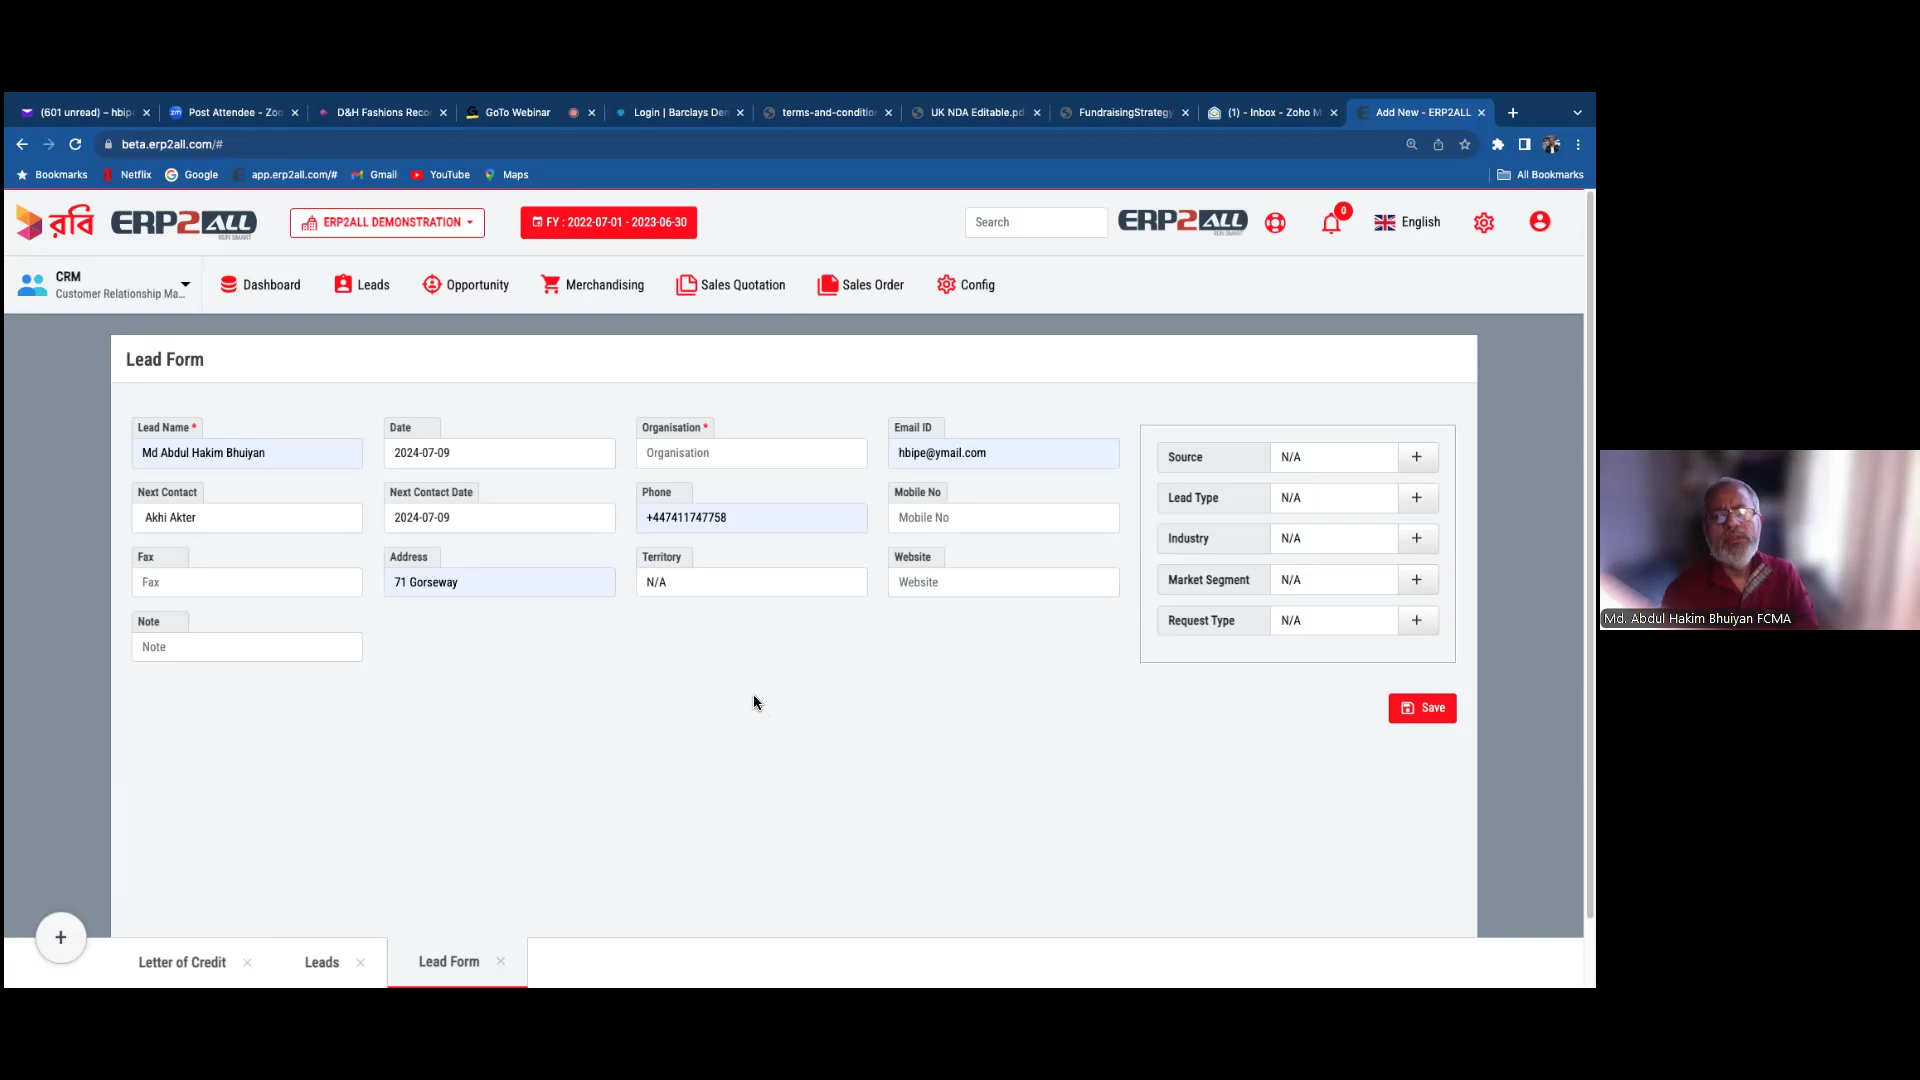 (601 unread) – hbip
Post Attendee - Zoo
D&H Fashions Reco
GoTo Webinar
Login | Barclays De
terms-and-conditio
UK NDA Editable.pd
FundraisingStrategy
(1) - Inbox - Zoho M
Add New - ERP2ALL
beta.erp2all.com/#
Bookmarks
Netflix
Google
app.erp2all.com/#
Gmail
YouTube
Maps
All Bookmarks
রবি
ERP2ALL
RUN SMART
ERP2ALL DEMONSTRATION
FY : 2022-07-01 - 2023-06-30
Search
ERP2ALL
RUN SMART
0
English
CRM
Customer Relationship Ma...
Dashboard
Leads
Opportunity
Merchandising
Sales Quotation
Sales Order
Config
Lead Form
Lead Name *
Date
Organisation *
Email ID
Md Abdul Hakim Bhuiyan
2024-07-09
Organisation
hbipe@ymail.com
Next Contact
Next Contact Date
Phone
Mobile No
Akhi Akter
2024-07-09
+447411747758
Mobile No
Fax
Address
Territory
Website
Fax
71 Gorseway
N/A
Website
Note
Note
Source N/A +
Lead Type N/A +
Industry N/A +
Market Segment N/A +
Request Type N/A +
Save
Md. Abdul Hakim Bhuiyan FCMA
+
Letter of Credit
Leads
Lead Form